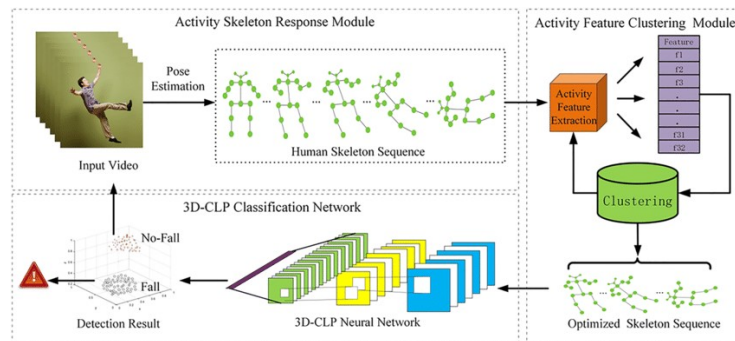 Activity Skeleton Response Module
Activity Feature Clustering Module
Pose
Estimation
Input Video
Human Skeleton Sequence
Activity
Feature
Extraction
Feature
f1
f2
f3
.
.
.
f31
f32
Clustering
Optimized Skeleton Sequence
3D-CLP Classification Network
3D-CLP Neural Network
No-Fall
Fall
Detection Result